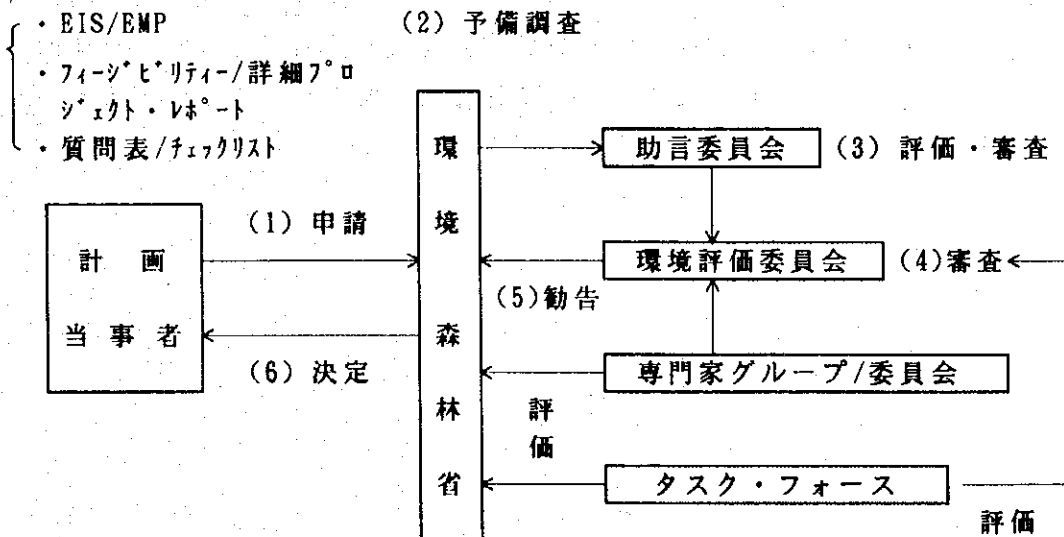 ・EIS/EMP
(2) 予備調査
・ﾌｨｰｼﾞﾋﾞﾘﾃｨｰ/詳細ﾌﾟﾛ
ｼﾞｪｸﾄ・ﾚﾎﾟｰﾄ
・質問表/ﾁｪｯｸﾘｽﾄ
環境森林省
助言委員会
(3) 評価・審査
(1) 申請
計画
当事者
環境評価委員会
(4)審査
(5)勧告
(6) 決定
専門家グループ/委員会
評価
タスク・フォース
評価